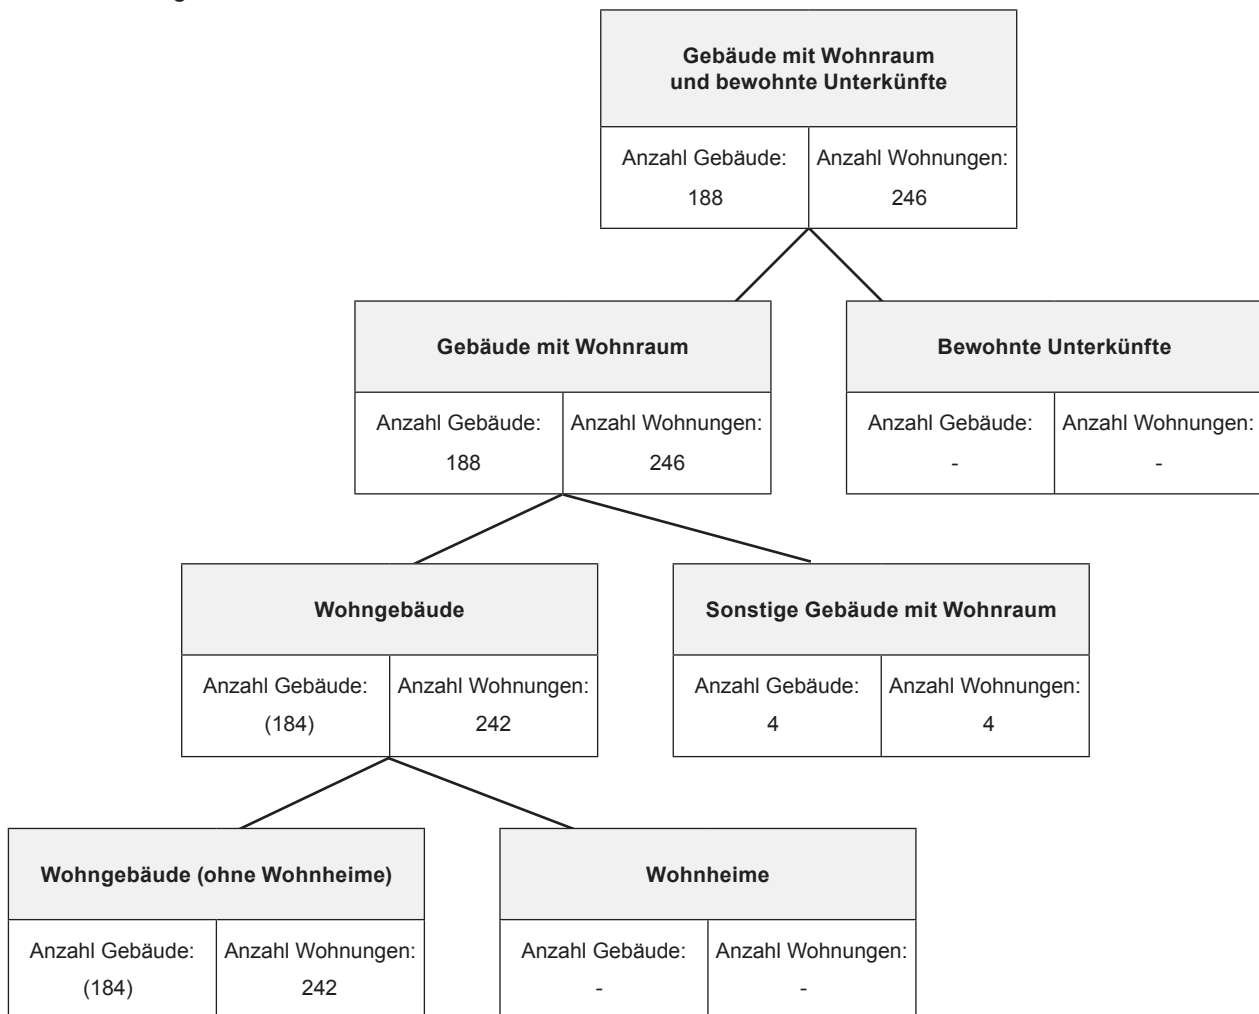 Gebäude mit Wohnraum
und bewohnte Unterkünfte
Anzahl Gebäude: Anzahl Wohnungen:
188 246
Gebäude mit Wohnraum
Anzahl Gebäude: Anzahl Wohnungen:
188 246
Bewohnte Unterkünfte
Anzahl Gebäude: Anzahl Wohnungen:
- -
Wohngebäude
Anzahl Gebäude: Anzahl Wohnungen:
(184) 242
Sonstige Gebäude mit Wohnraum
Anzahl Gebäude: Anzahl Wohnungen:
4 4
Wohngebäude (ohne Wohnheime)
Anzahl Gebäude: Anzahl Wohnungen:
(184) 242
Wohnheime
Anzahl Gebäude: Anzahl Wohnungen:
- -